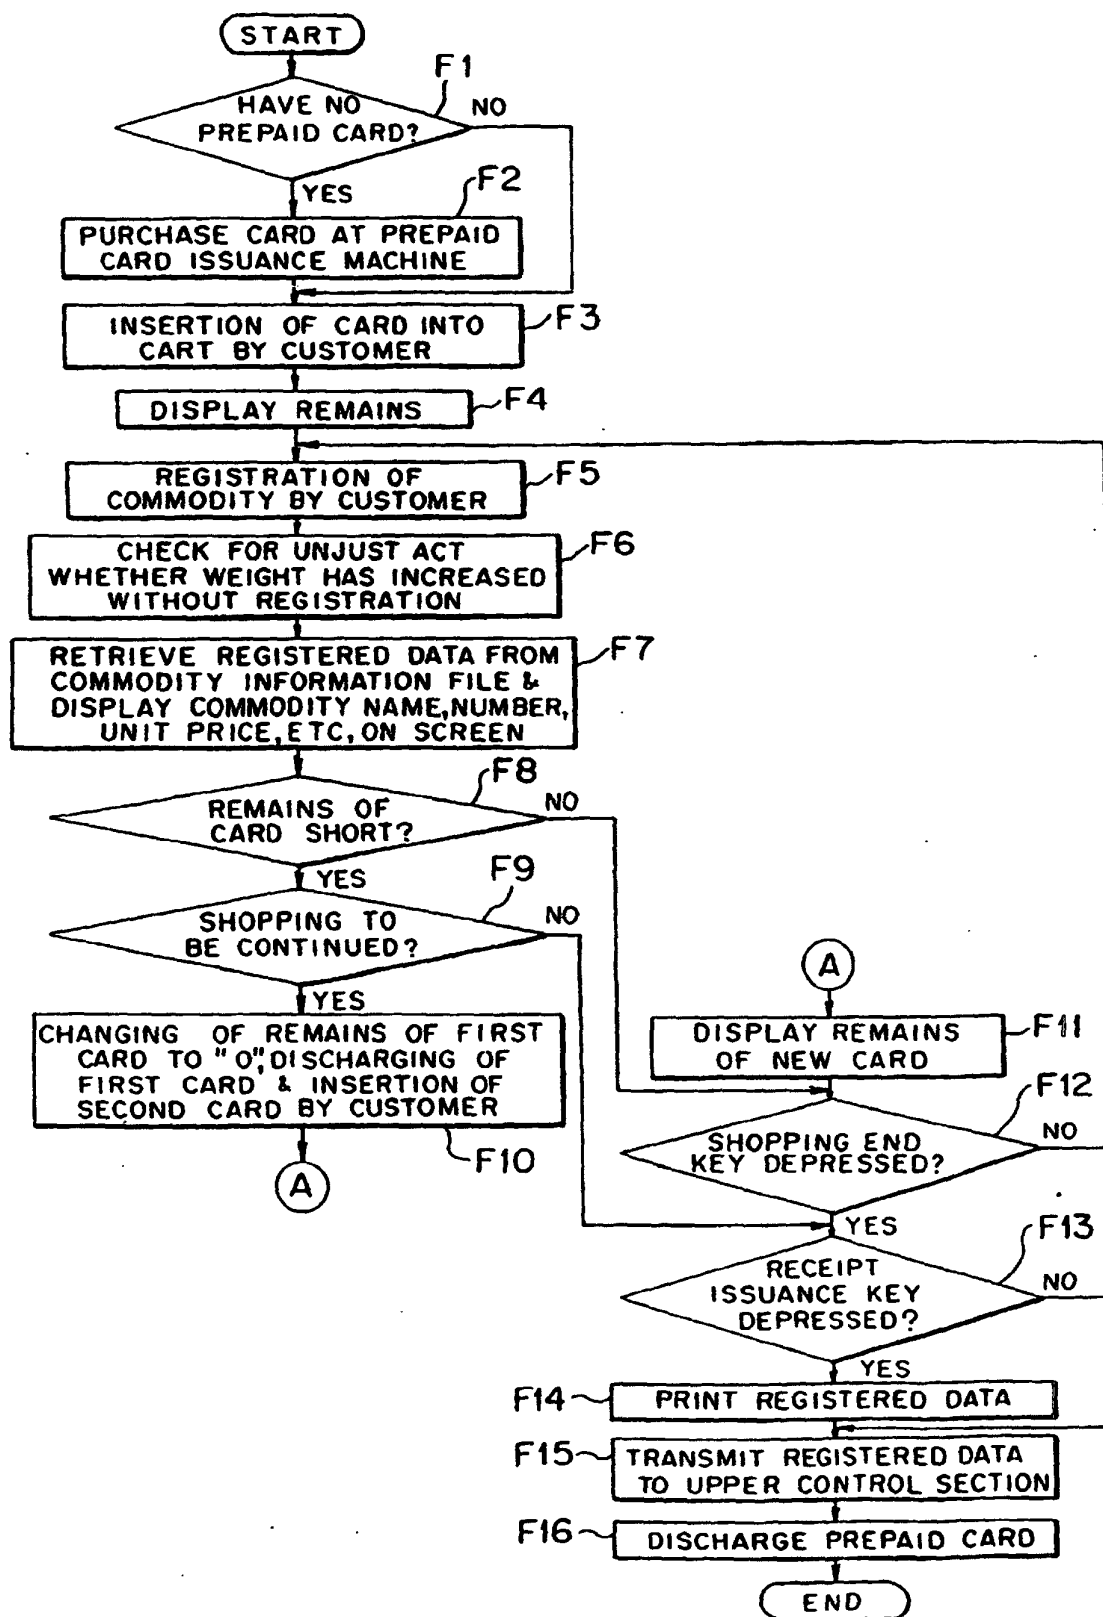 START
F1
HAVE NO
PREPAID CARD?
NO
YES
F2
PURCHASE CARD AT PREPAID
CARD ISSUANCE MACHINE
INSERTION OF CARD INTO
CART BY CUSTOMER
F3
DISPLAY REMAINS
F4
REGISTRATION OF
COMMODITY BY CUSTOMER
F5
CHECK FOR UNJUST ACT
WHETHER WEIGHT HAS INCREASED
WITHOUT REGISTRATION
F6
RETRIEVE REGISTERED DATA FROM
COMMODITY INFORMATION FILE &
DISPLAY COMMODITY NAME, NUMBER,
UNIT PRICE, ETC, ON SCREEN
F7
F8
REMAINS OF
CARD SHORT?
NO
YES
F9
SHOPPING TO
BE CONTINUED?
NO
YES
CHANGING OF REMAINS OF FIRST
CARD TO "0", DISCHARGING OF
FIRST CARD & INSERTION OF
SECOND CARD BY CUSTOMER
F10
A
A
DISPLAY REMAINS
OF NEW CARD
F11
F12
SHOPPING END
KEY DEPRESSED?
NO
YES
F13
RECEIPT
ISSUANCE KEY
DEPRESSED?
NO
YES
F14
PRINT REGISTERED DATA
F15
TRANSMIT REGISTERED DATA
TO UPPER CONTROL SECTION
F16
DISCHARGE PREPAID CARD
END